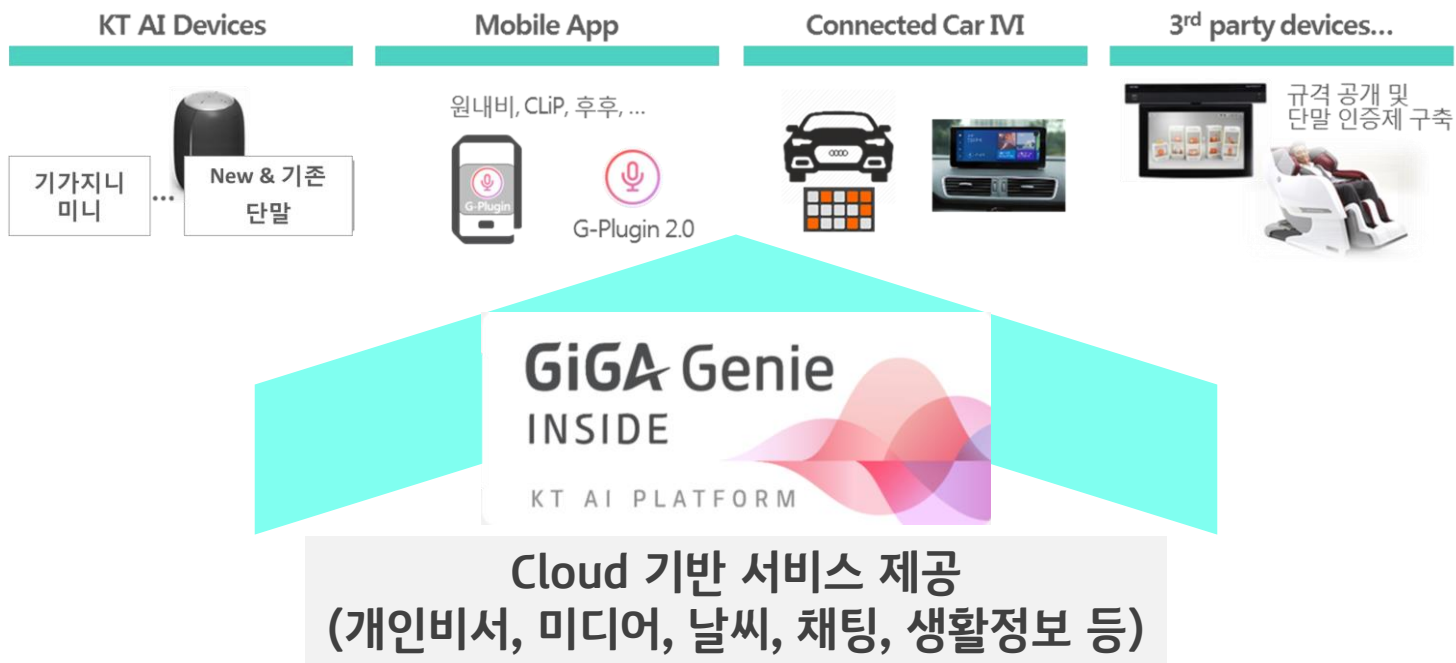 KT AI Devices
Mobile App
Connected Car IVI
3rd party devices...
기가지니
미니
...
New & 기존
단말
원내비, CLiP, 후후, ...
G-Plugin
G-Plugin 2.0
규격 공개 및
단말 인증제 구축
GiGA Genie
INSIDE
KT AI PLATFORM
Cloud 기반 서비스 제공
(개인비서, 미디어, 날씨, 채팅, 생활정보 등)